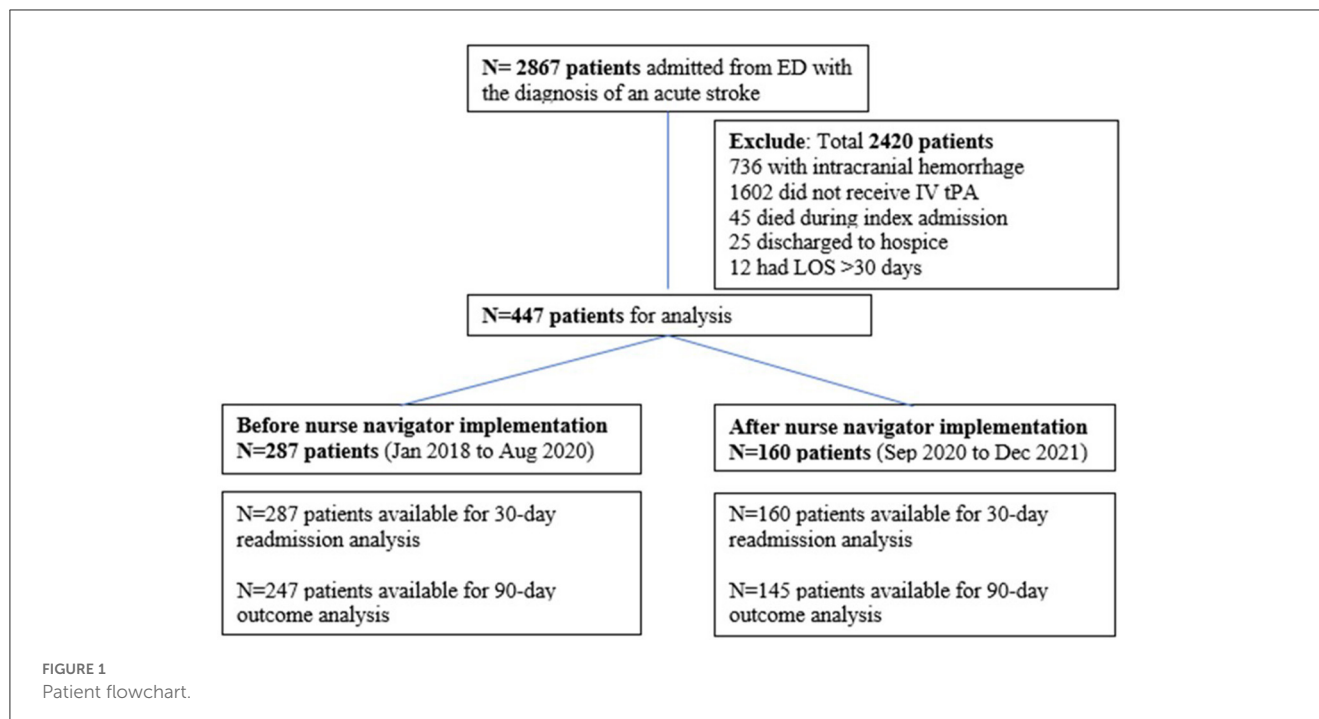 N= 2867 patients admitted from ED with
the diagnosis of an acute stroke
Exclude: Total 2420 patients
736 with intracranial hemorrhage
1602 did not receive IV tPA
45 died during index admission
25 discharged to hospice
12 had LOS >30 days
N=447 patients for analysis
Before nurse navigator implementation
N=287 patients (Jan 2018 to Aug 2020)
After nurse navigator implementation
N=160 patients (Sep 2020 to Dec 2021)
N=287 patients available for 30-day
readmission analysis
N=247 patients available for 90-day
outcome analysis
N=160 patients available for 30-day
readmission analysis
N=145 patients available for 90-day
outcome analysis
FIGURE 1
Patient flowchart.